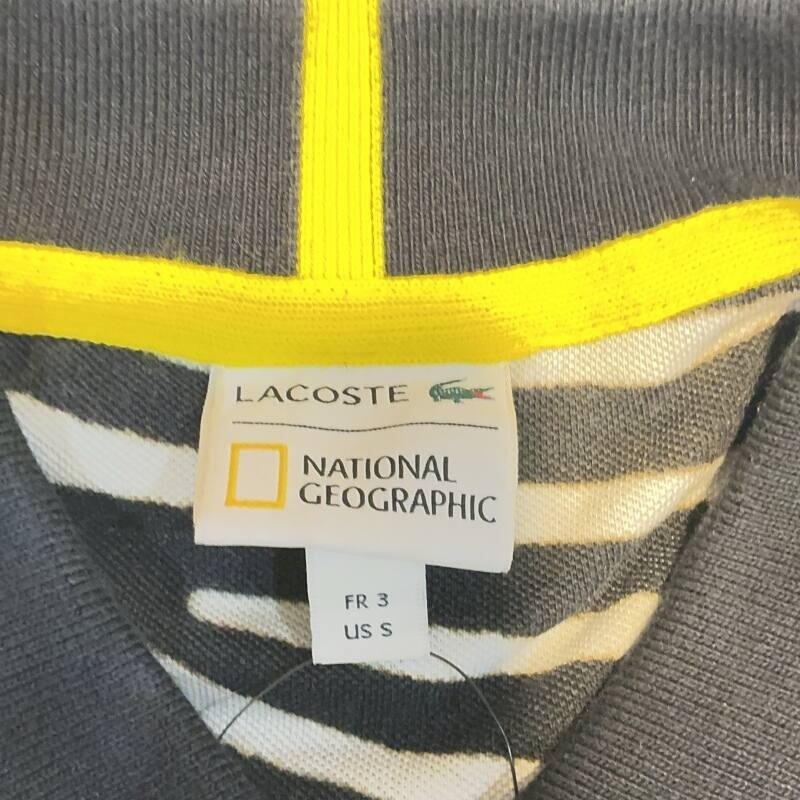 LACOSTE
NATIONAL
GEOGRAPHIC
FR 3
US S